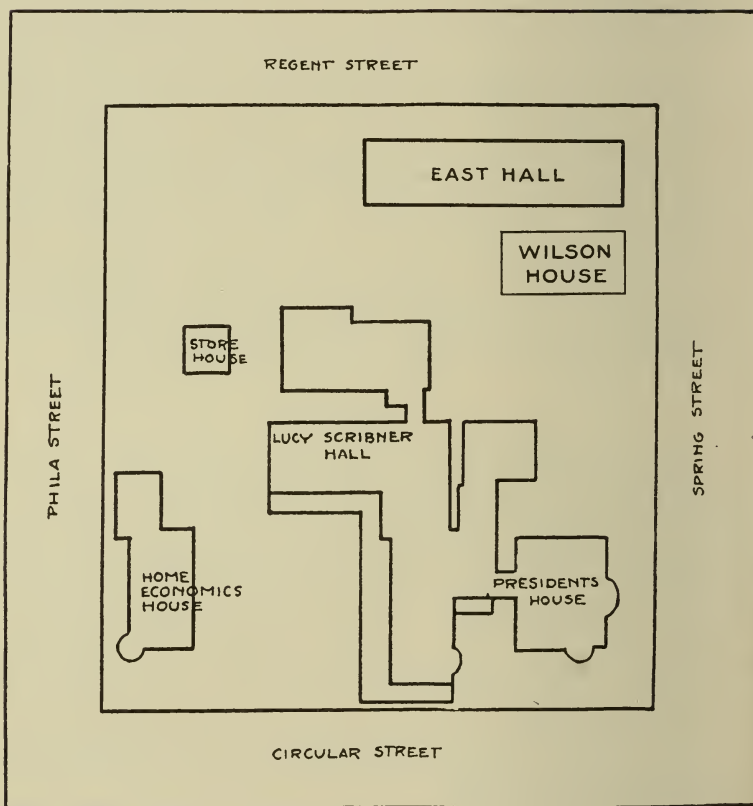 REGENT STREET
EAST HALL
WILSON
HOUSE
STORE
HOUSE
PHILA STREET
SPRING STREET
LUCY SCRIBNER
HALL
HOME
ECONOMICS
HOUSE
PRESIDENTS
HOUSE
CIRCULAR STREET